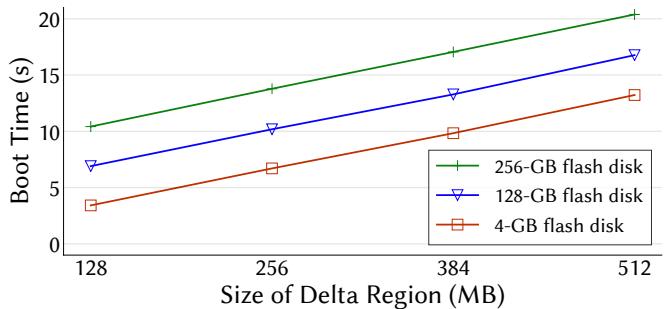 20
15
10
5
0
Boot Time (s)
256-GB flash disk
128-GB flash disk
4-GB flash disk
128 256 384 512
Size of Delta Region (MB)